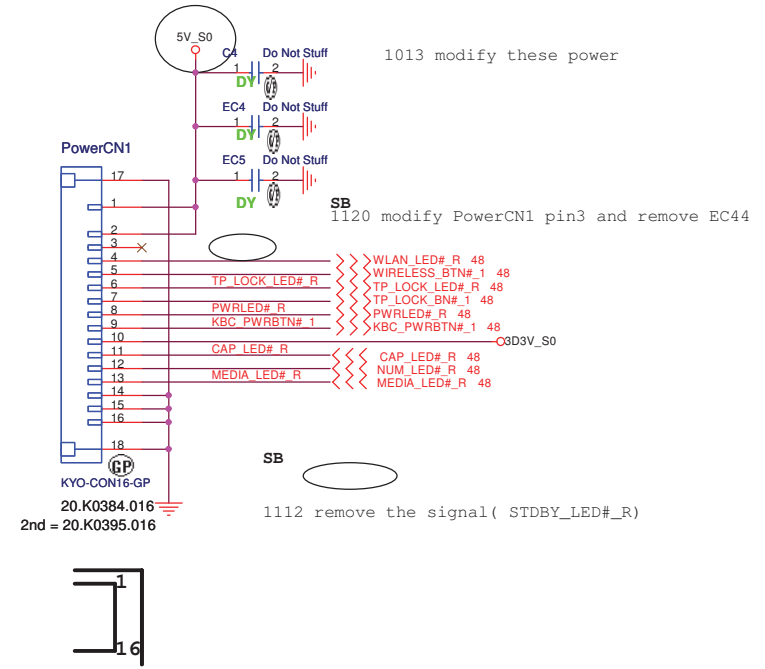 5V_S0
C4 Do Not Stuff
1013 modify these power
1 2
DY
EC4 Do Not Stuff
1 2
DY
PowerCN1
EC5 Do Not Stuff
17
1 2
DY
SB
1
1120 modify PowerCN1 pin3 and remove EC44
2
3
4 WLAN_LED#_R 48
5 WIRELESS_BTN#_1 48
6 TP_LOCK_LED#_R TP_LOCK_LED#_R 48
7 TP_LOCK_BN#_1 48
8 PWRLED#_R PWRLED#_R 48
9 KBC_PWRBTN#_1 KBC_PWRBTN#_1 48
10 3D3V_S0
11 CAP_LED#_R CAP_LED#_R 48
12 NUM_LED#_R 48
13 MEDIA_LED#_R MEDIA_LED#_R 48
14
15
16
18
SB
GP
KYO-CON16-GP
20.K0384.016
1112 remove the signal( STDBY_LED#_R)
2nd = 20.K0395.016
1
16